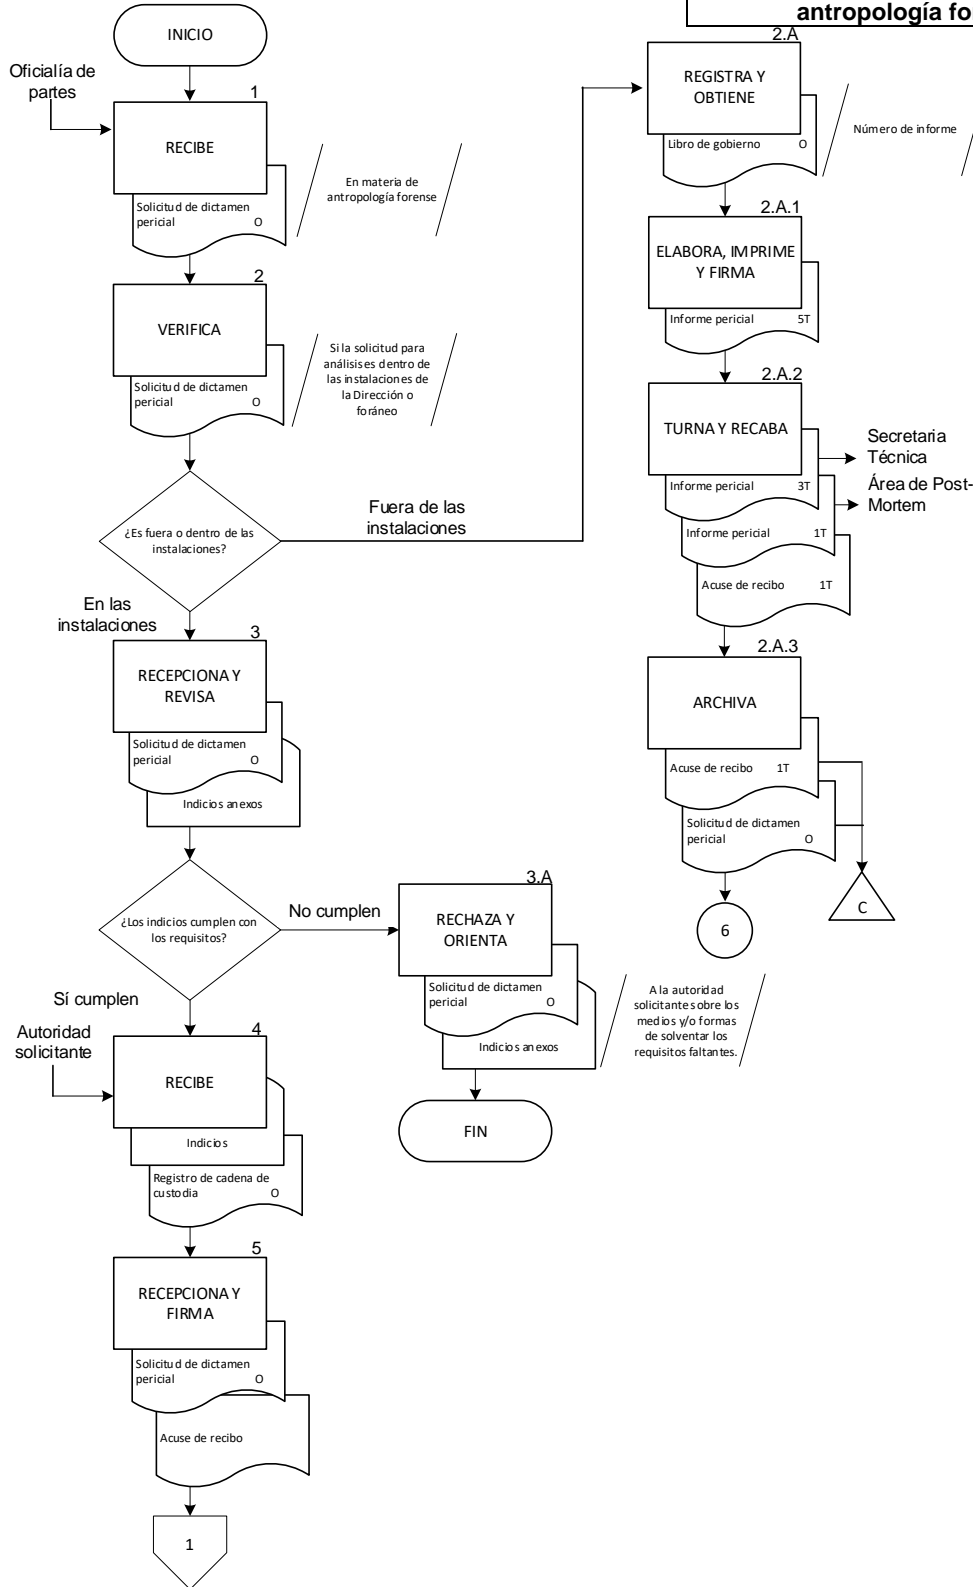 antropología fo
INICIO
Oficialía de
partes
1
RECIBE
Solicitud de dictamen
pericial O
En materia de
antropología forense
2
VERIFICA
Solicitud de dictamen
pericial O
Si la solicitud para
análisis es dentro de
las instalaciones de
la Dirección o
foráneo
¿Es fuera o dentro de las
instalaciones?
Fuera de las
instalaciones
En las
instalaciones
3
RECEPCIONA Y
REVISA
Solicitud de dictamen
pericial O
Indicios anexos
¿Los indicios cumplen con
los requisitos?
No cumplen
3.A
RECHAZA Y
ORIENTA
Solicitud de dictamen
pericial O
Indicios anexos
A la autoridad
solicitante sobre los
medios y/o formas
de solventar los
requisitos faltantes.
FIN
Sí cumplen
Autoridad
solicitante
4
RECIBE
Indicios
Registro de cadena de
custodia O
5
RECEPCIONA Y
FIRMA
Solicitud de dictamen
pericial O
Acuse de recibo
1
2.A
REGISTRA Y
OBTIENE
Libro de gobierno O
Número de informe
2.A.1
ELABORA, IMPRIME
Y FIRMA
Informe pericial 5T
2.A.2
TURNA Y RECABA
Informe pericial 3T
Secretaria
Técnica
Informe pericial 1T
Área de Post-
Mortem
Acuse de recibo 1T
2.A.3
ARCHIVA
Acuse de recibo 1T
Solicitud de dictamen
pericial O
6
C